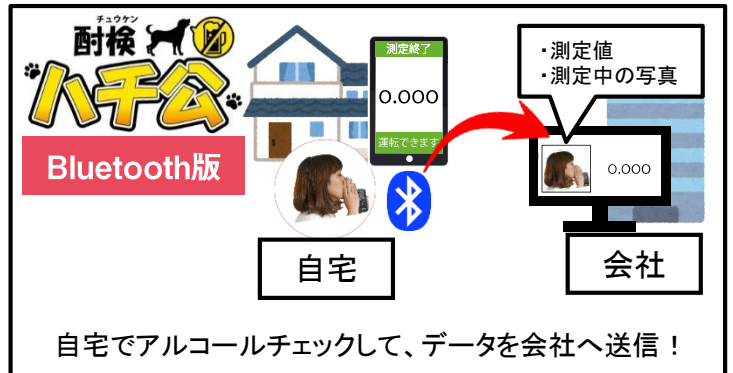 チュウケン
酎検
ハチ公
Bluetooth版
測定終了
0.000
運転できます
・測定値
・測定中の写真
0.000
自宅
会社
自宅でアルコールチェックして、データを会社へ送信！